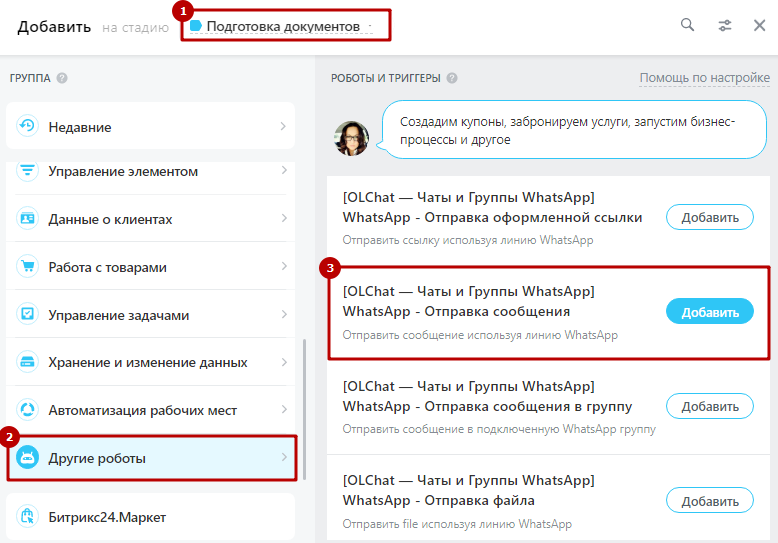 Добавить на стадию 1 Подготовка документов
ГРУППА ?
Недавние
Управление элементом
Данные о клиентах
Работа с товарами
Управление задачами
Хранение и изменение данных
Автоматизация рабочих мест
2
Другие роботы
Битрикс24.Маркет
РОБОТЫ И ТРИГГЕРЫ ? Помощь по настройке
Создадим купоны, забронируем услуги, запустим бизнес-
процессы и другое
[OLChat — Чаты и Группы WhatsApp]
WhatsApp - Отправка оформленной ссылки
Отправить ссылку используя линию WhatsApp
Добавить
3
[OLChat — Чаты и Группы WhatsApp]
WhatsApp - Отправка сообщения
Отправить сообщение используя линию WhatsApp
Добавить
[OLChat — Чаты и Группы WhatsApp]
WhatsApp - Отправка сообщения в группу
Отправить сообщение в подключенную WhatsApp группу
Добавить
[OLChat — Чаты и Группы WhatsApp]
WhatsApp - Отправка файла
Отправить file используя линию WhatsApp
Добавить